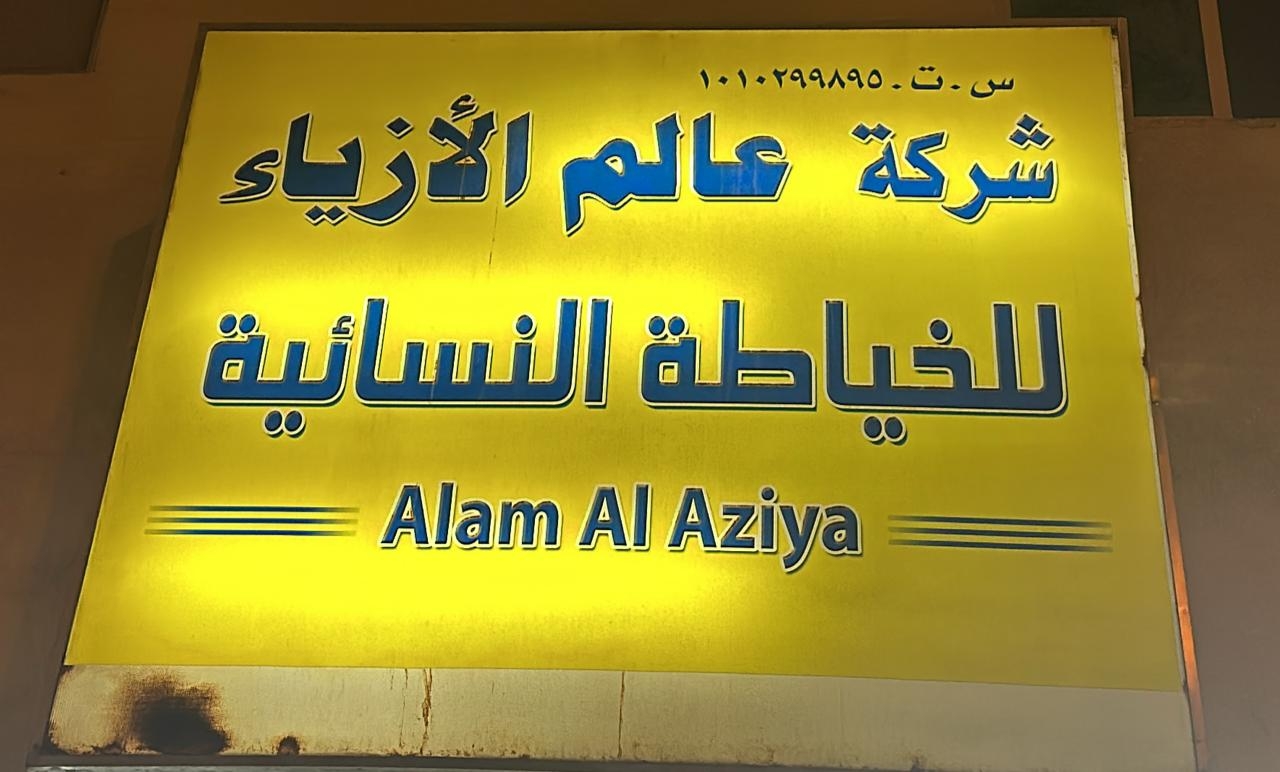 س.ت.١٠١٠٢٩٩٨٩٥
شركة عالم الأزياء
للخياطة النسائية
Alam Al Aziya